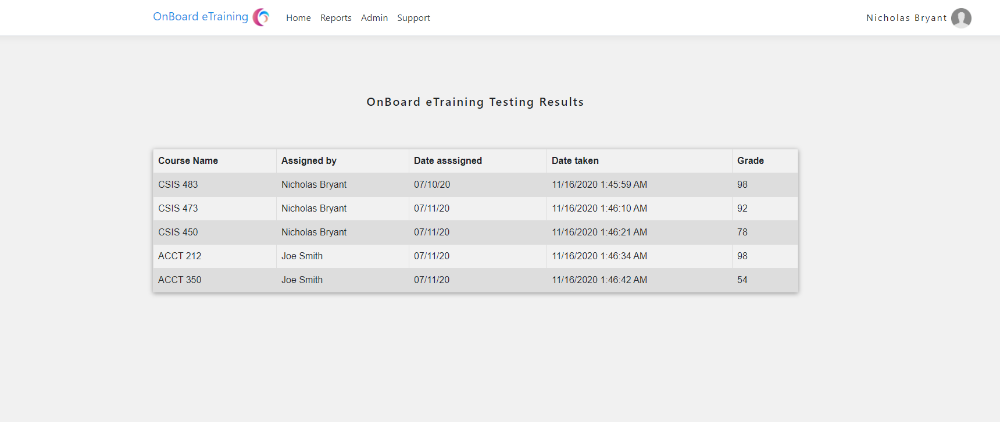 OnBoard eTraining Home Reports Admin Support Nicholas Bryant
OnBoard eTraining Testing Results
Course Name Assigned by Date asssigned Date taken Grade
CSIS 483 Nicholas Bryant 07/10/20 11/16/2020 1:45:59 AM 98
CSIS 473 Nicholas Bryant 07/11/20 11/16/2020 1:46:10 AM 92
CSIS 450 Nicholas Bryant 07/11/20 11/16/2020 1:46:21 AM 78
ACCT 212 Joe Smith 07/11/20 11/16/2020 1:46:34 AM 98
ACCT 350 Joe Smith 07/11/20 11/16/2020 1:46:42 AM 54